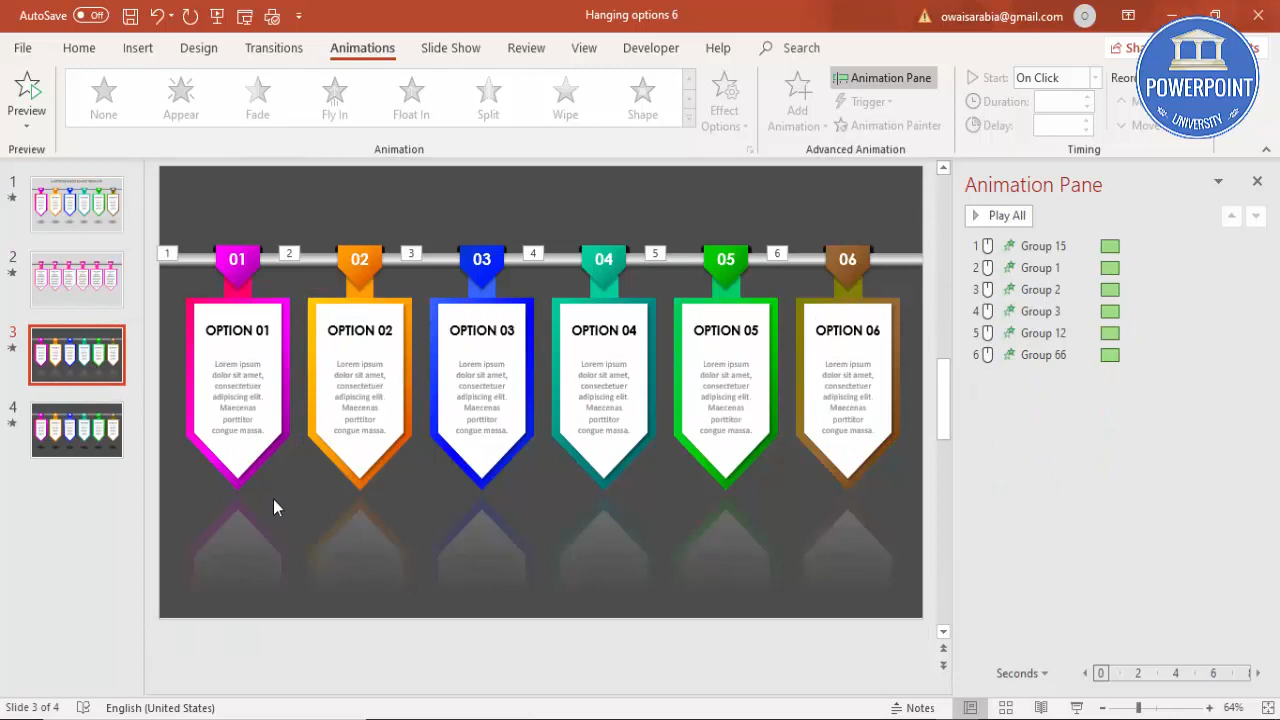 AutoSave Off Hanging options 6 owaisarabia@gmail.com O
File Home Insert Design Transitions Animations Slide Show Review View Developer Help Search
Preview None Appear Fade Fly In Float In Split Wipe Shape Effect Options Add Animation Animation Pane Trigger Animation Painter Start: On Click Duration: Delay:
Preview Animation Advanced Animation Timing
POWERPOINT
UNIVERSITY
1
2
3
4
1 2 3 4 5 6
01 02 03 04 05 06
OPTION 01
Lorem ipsum
dolor sit amet,
consectetuer
adipiscing elit.
Maecenas
porttitor
congue massa.
OPTION 02
Lorem ipsum
dolor sit amet,
consectetuer
adipiscing elit.
Maecenas
porttitor
congue massa.
OPTION 03
Lorem ipsum
dolor sit amet,
consectetuer
adipiscing elit.
Maecenas
porttitor
congue massa.
OPTION 04
Lorem ipsum
dolor sit amet,
consectetuer
adipiscing elit.
Maecenas
porttitor
congue massa.
OPTION 05
Lorem ipsum
dolor sit amet,
consectetuer
adipiscing elit.
Maecenas
porttitor
congue massa.
OPTION 06
Lorem ipsum
dolor sit amet,
consectetuer
adipiscing elit.
Maecenas
porttitor
congue massa.
Animation Pane
Play All
1 Group 15
2 Group 1
3 Group 2
4 Group 3
5 Group 12
6 Group 66
Seconds 0 2 4 6
Slide 3 of 4 English (United States) Notes 64%